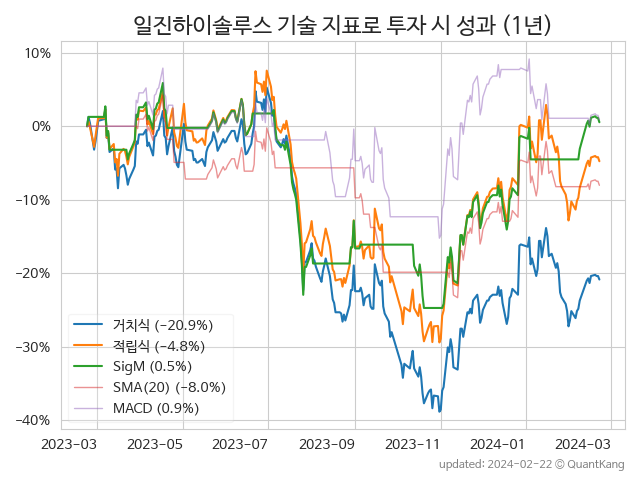 일진하이솔루스 기술 지표로 투자 시 성과 (1년)
10%
0%
−10%
−20%
−30%
−40%
거치식 (−20.9%)
적립식 (−4.8%)
SigM (0.5%)
SMA(20) (−8.0%)
MACD (0.9%)
2023-03 2023-05 2023-07 2023-09 2023-11 2024-01 2024-03
updated: 2024-02-22 © QuantKang